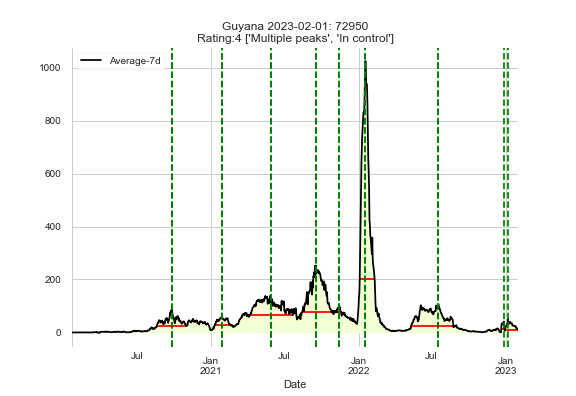 Guyana 2023-02-01: 72950
Rating:4 ['Multiple peaks', 'In control']
Average-7d
1000
800
600
400
200
0
Jul
Jan
2021
Jul
Jan
2022
Jul
Jan
2023
Date